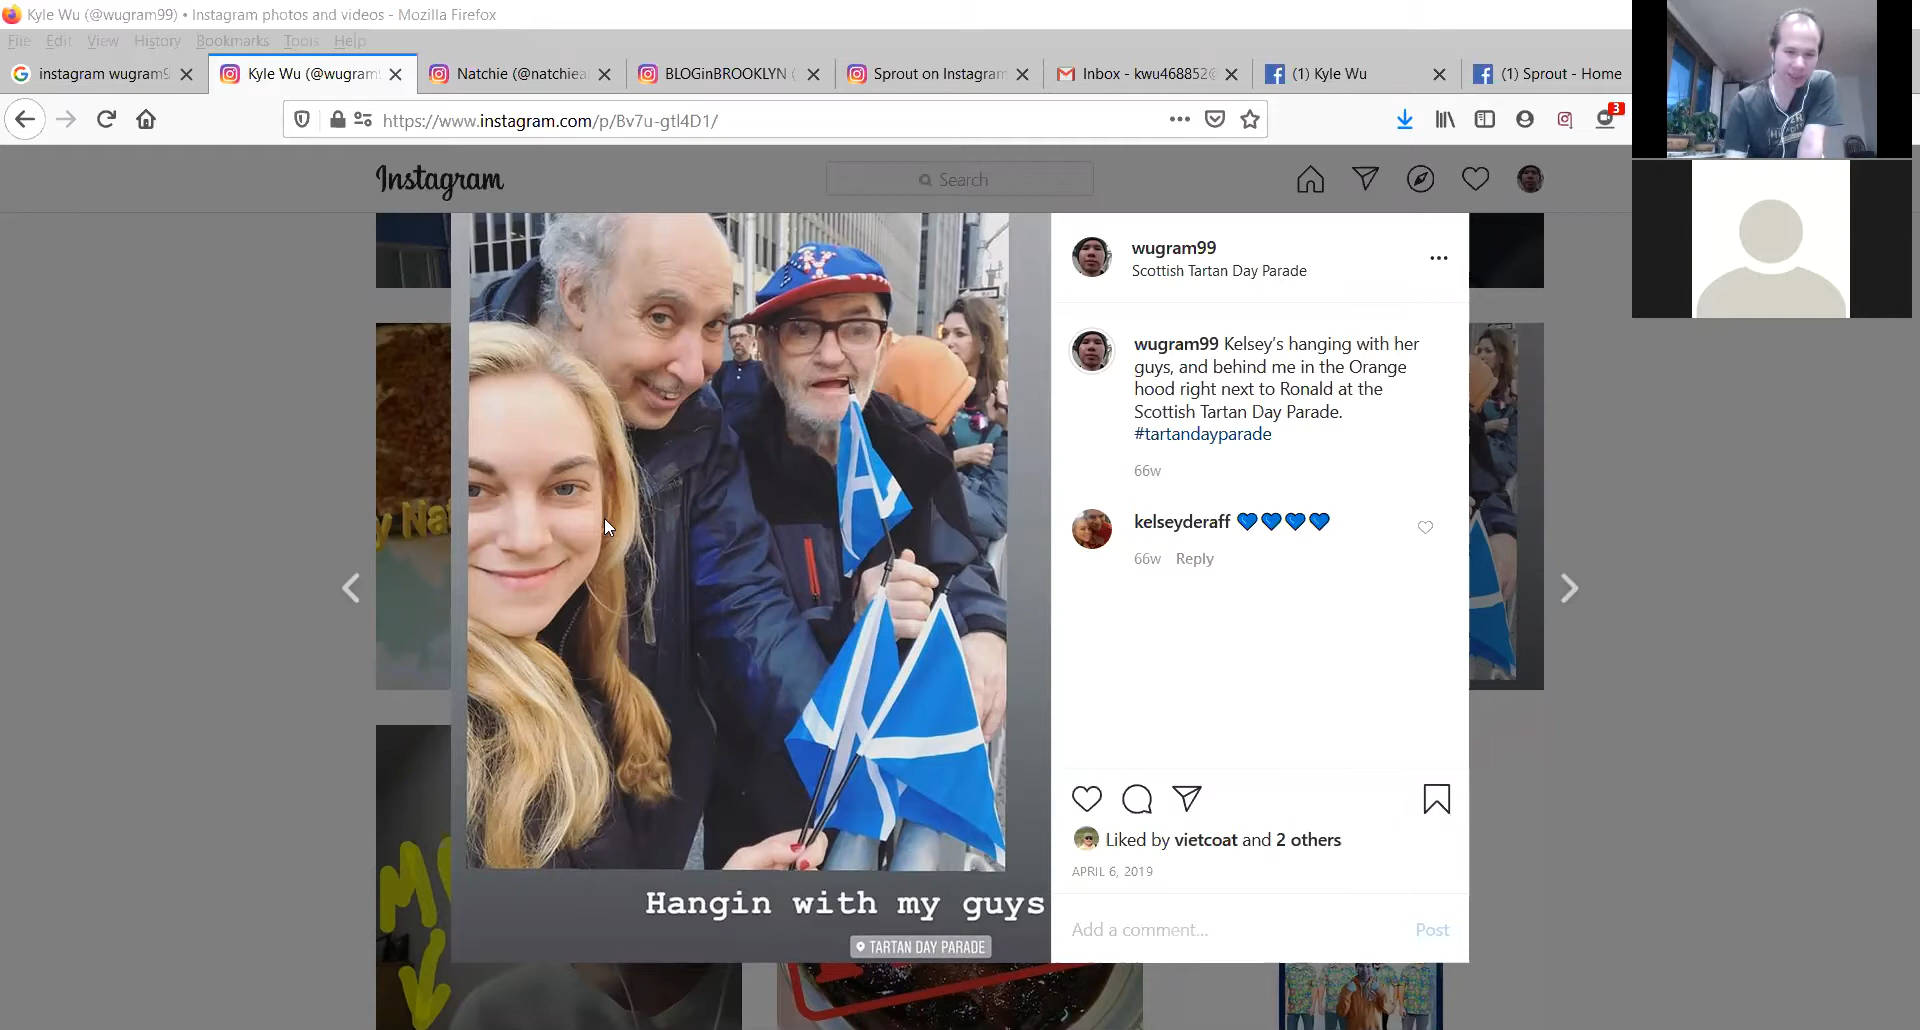 Kyle Wu (@wugram99) • Instagram photos and videos - Mozilla Firefox
File Edit View History Bookmarks Tools Help
instagram wugram9
Kyle Wu (@wugram
Natchie (@natchiea
BLOGinBROOKLYN (
Sprout on Instagram
Inbox - kwu468852@
(1) Kyle Wu
(1) Sprout - Home
https://www.instagram.com/p/Bv7u-gtl4D1/
3
Instagram
Search
wugram99
Scottish Tartan Day Parade
wugram99 Kelsey's hanging with her
guys, and behind me in the Orange
hood right next to Ronald at the
Scottish Tartan Day Parade.
#tartandayparade
66w
kelseyderaff 💙💙💙💙
66w Reply
Liked by vietcoat and 2 others
APRIL 6, 2019
Add a comment... Post
Hangin with my guys
TARTAN DAY PARADE